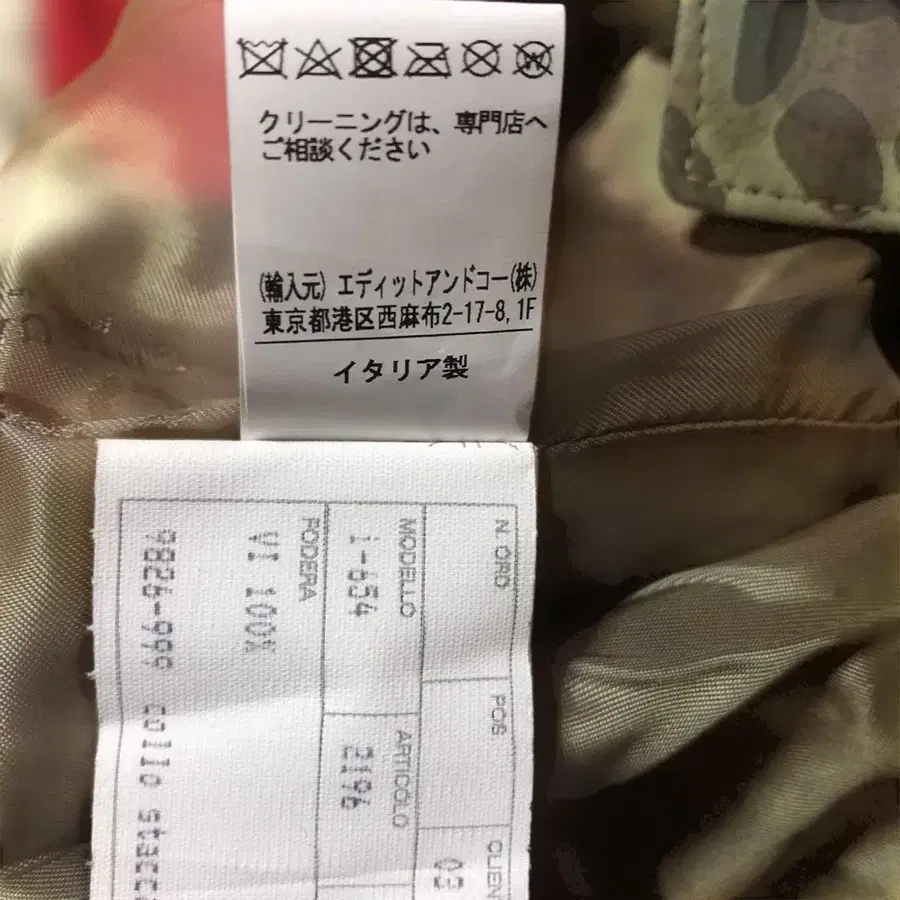 クリーニングは、専門店へ
ご相談ください
(輸入元) エディットアンドコー(株)
東京都港区西麻布2-17-8,1F
イタリア製
N. ORD
POS
CLIEN
03
MODELLO
1-654
ARTICOLO
2196
FODERA
VI 100%
9826-999 collo stacc